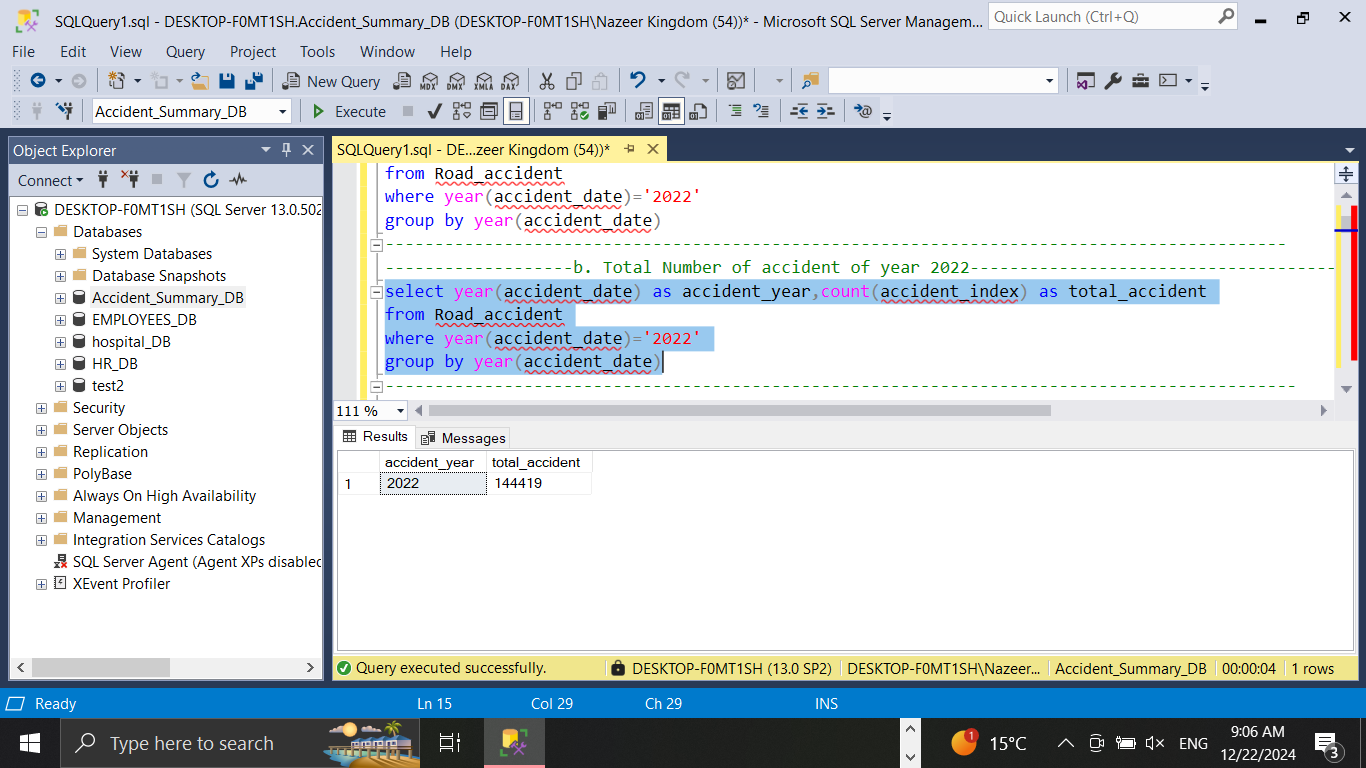 SQLQuery1.sql - DESKTOP-F0MT1SH.Accident_Summary_DB (DESKTOP-F0MT1SH\Nazeer Kingdom (54))* - Microsoft SQL Server Managem...
Quick Launch (Ctrl+Q)
File Edit View Query Project Tools Window Help
New Query MDX DMX XMLA DAX
Accident_Summary_DB Execute
Object Explorer
SQLQuery1.sql - DE...zeer Kingdom (54))*
Connect
DESKTOP-F0MT1SH (SQL Server 13.0.502
Databases
System Databases
Database Snapshots
Accident_Summary_DB
EMPLOYEES_DB
hospital_DB
HR_DB
test2
Security
Server Objects
Replication
PolyBase
Always On High Availability
Management
Integration Services Catalogs
SQL Server Agent (Agent XPs disabled
XEvent Profiler
from Road_accident
where year(accident_date)='2022'
group by year(accident_date)
-------------------------------------------------------------------------------------------
-------------------b. Total Number of accident of year 2022-------------------------------------
select year(accident_date) as accident_year,count(accident_index) as total_accident
from Road_accident
where year(accident_date)='2022'
group by year(accident_date)
--------------------------------------------------------------------------------------------
111 %
Results Messages
accident_year total_accident
1 2022 144419
Query executed successfully. DESKTOP-F0MT1SH (13.0 SP2) DESKTOP-F0MT1SH\Nazeer... Accident_Summary_DB 00:00:04 1 rows
Ready Ln 15 Col 29 Ch 29 INS
Type here to search 1 15°C ENG 9:06 AM
12/22/2024 3